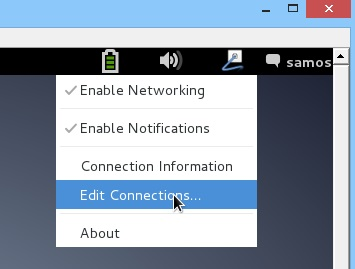 samos
Enable Networking
Enable Notifications
Connection Information
Edit Connections...
About